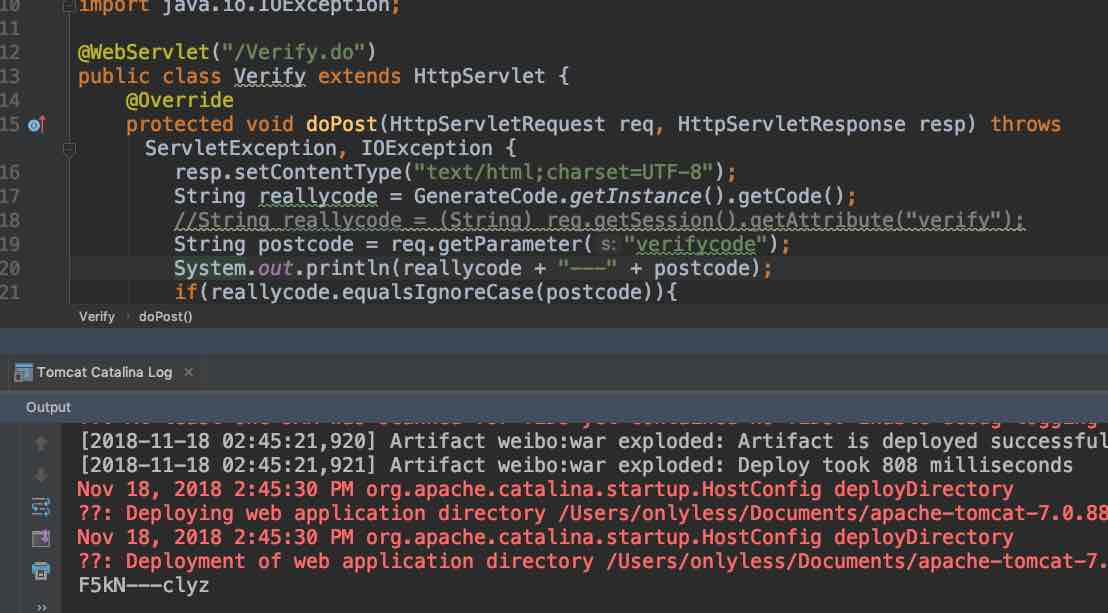 10 import java.io.IOException;
11
12 @WebServlet("/Verify.do")
13 public class Verify extends HttpServlet {
14 @Override
15 protected void doPost(HttpServletRequest req, HttpServletResponse resp) throws
ServletException, IOException {
16 resp.setContentType("text/html;charset=UTF-8");
17 String reallycode = GenerateCode.getInstance().getCode();
18 //String reallycode = (String) req.getSession().getAttribute("verify");
19 String postcode = req.getParameter( s: "verifycode");
20 System.out.println(reallycode + "---" + postcode);
21 if(reallycode.equalsIgnoreCase(postcode)){
Verify › doPost()
Tomcat Catalina Log ×
Output
[2018-11-18 02:45:21,920] Artifact weibo:war exploded: Artifact is deployed successful
[2018-11-18 02:45:21,921] Artifact weibo:war exploded: Deploy took 808 milliseconds
Nov 18, 2018 2:45:30 PM org.apache.catalina.startup.HostConfig deployDirectory
??: Deploying web application directory /Users/onlyless/Documents/apache-tomcat-7.0.88
Nov 18, 2018 2:45:30 PM org.apache.catalina.startup.HostConfig deployDirectory
??: Deployment of web application directory /Users/onlyless/Documents/apache-tomcat-7.
F5kN---clyz